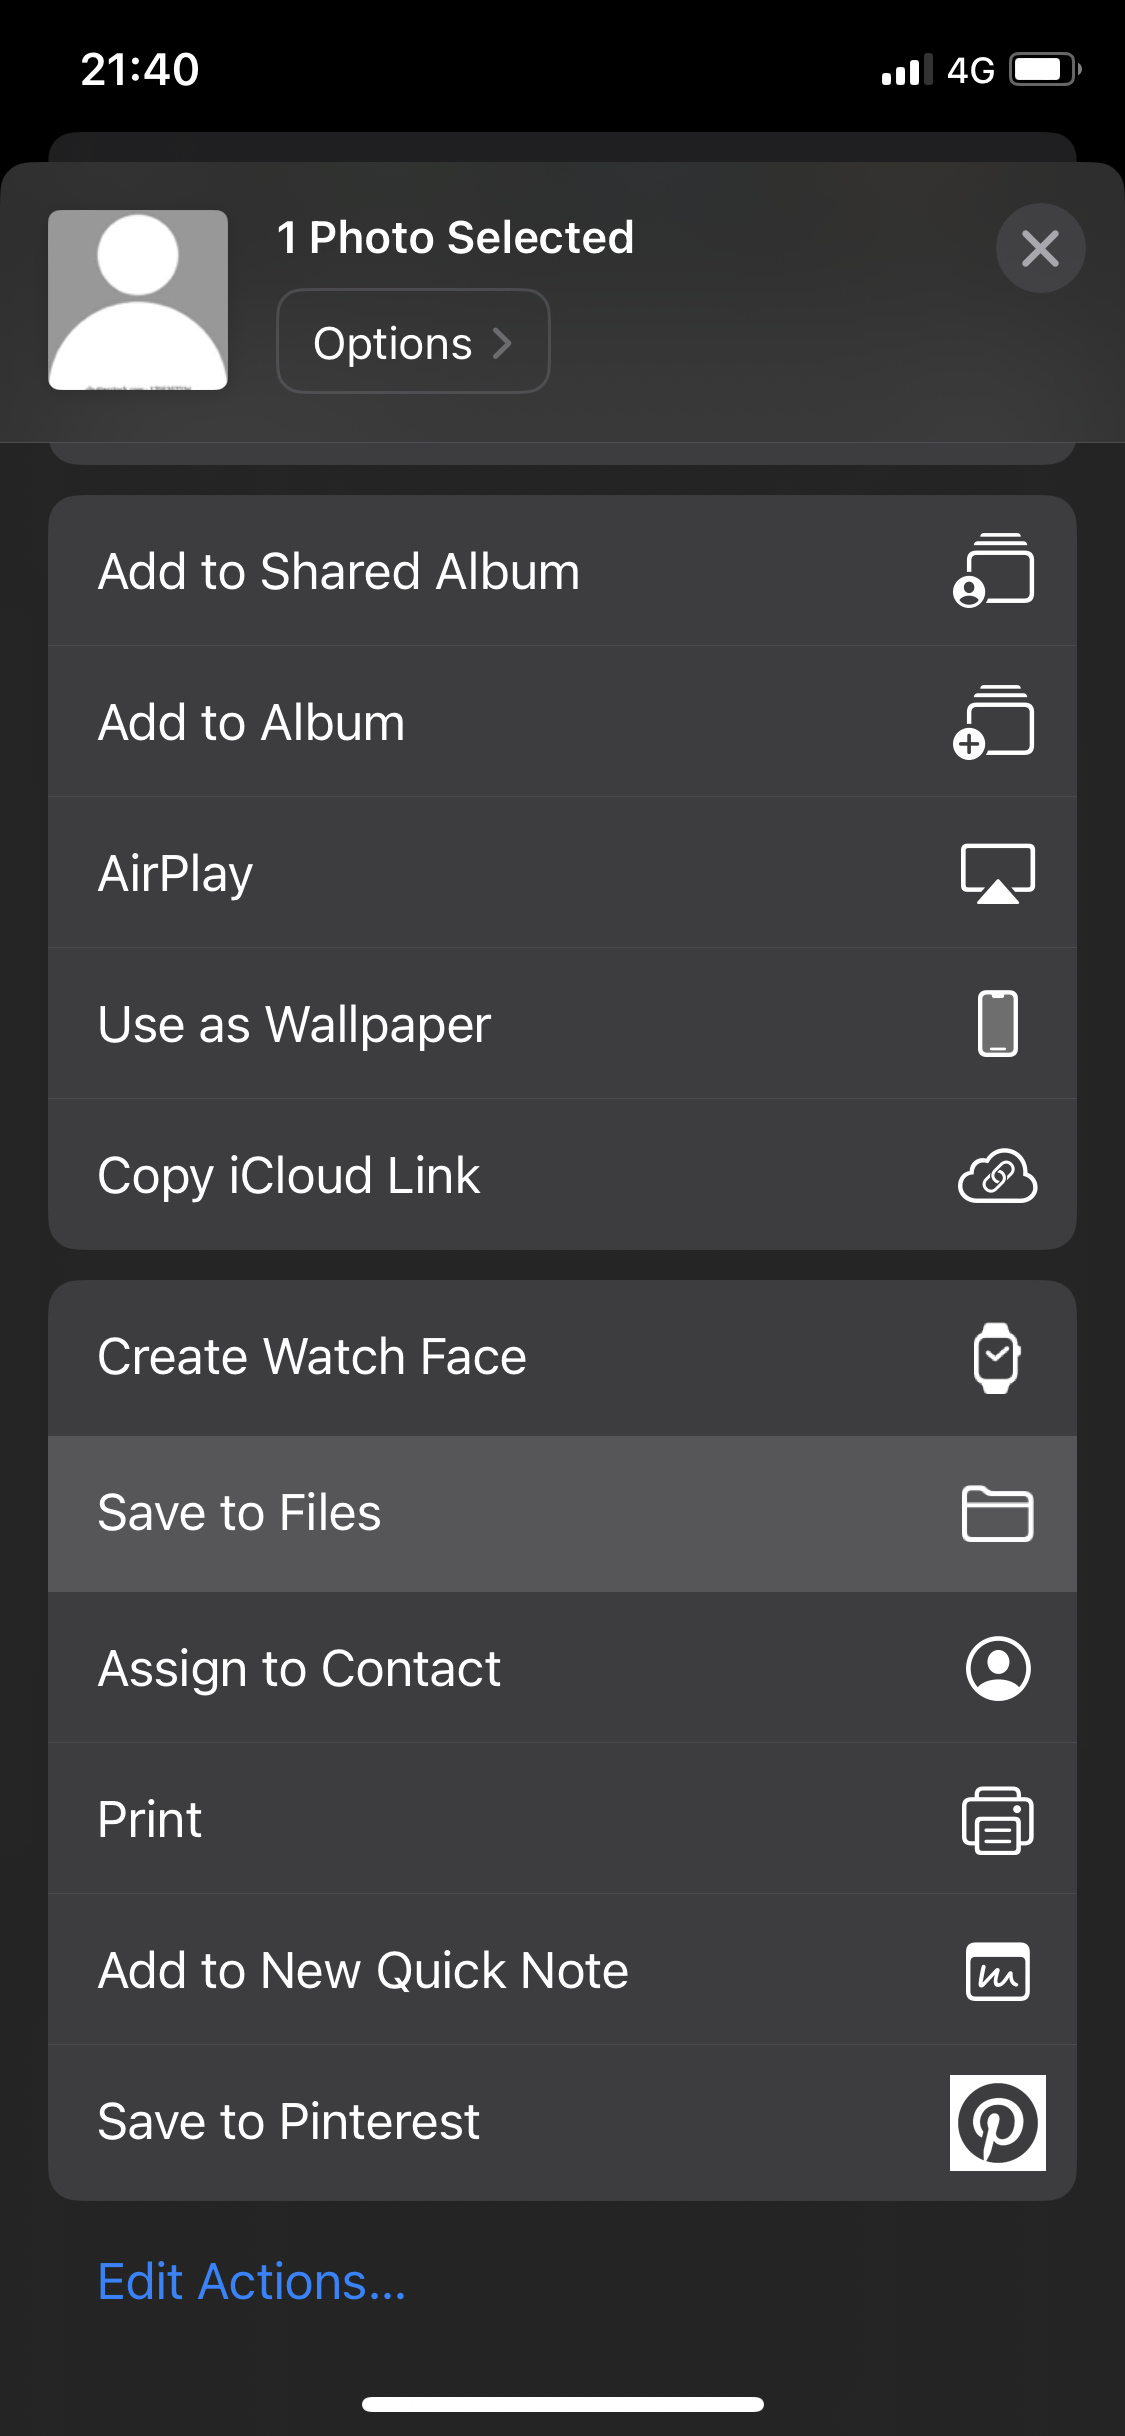 21:40
4G
1 Photo Selected
Options
Add to Shared Album
Add to Album
AirPlay
Use as Wallpaper
Copy iCloud Link
Create Watch Face
Save to Files
Assign to Contact
Print
Add to New Quick Note
Save to Pinterest
Edit Actions...